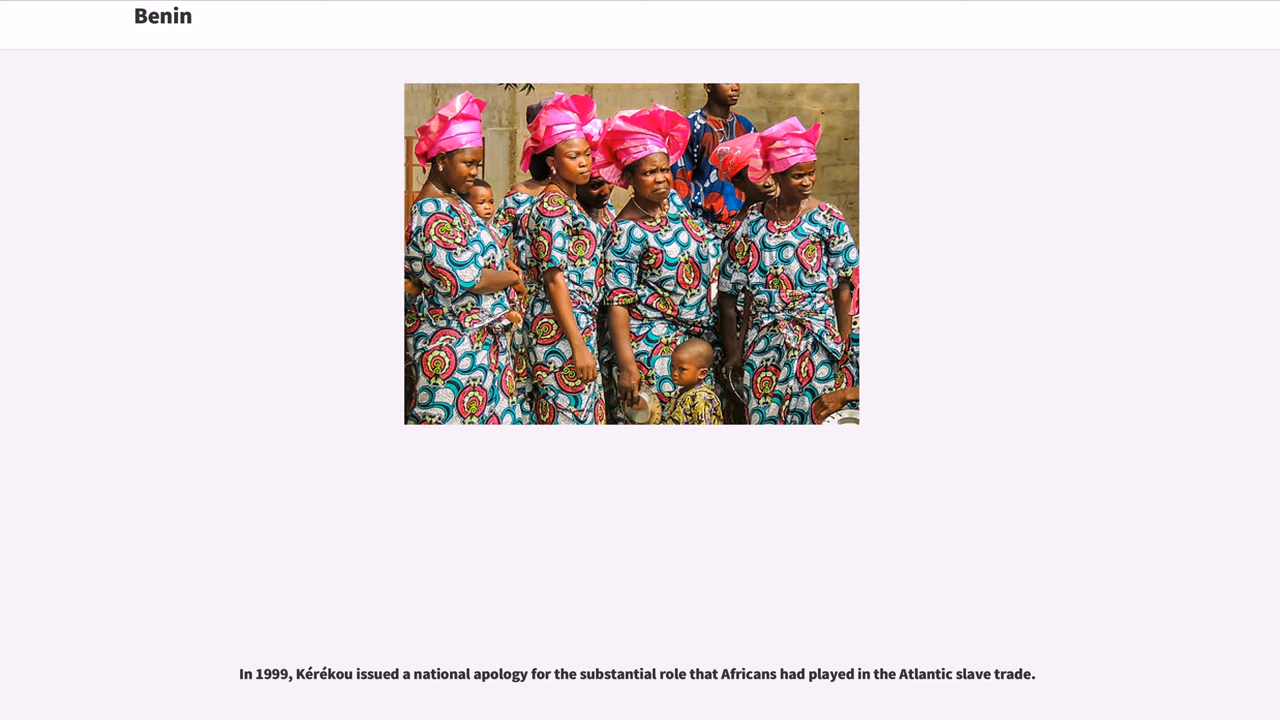 Benin
In 1999, Kérékou issued a national apology for the substantial role that Africans had played in the Atlantic slave trade.